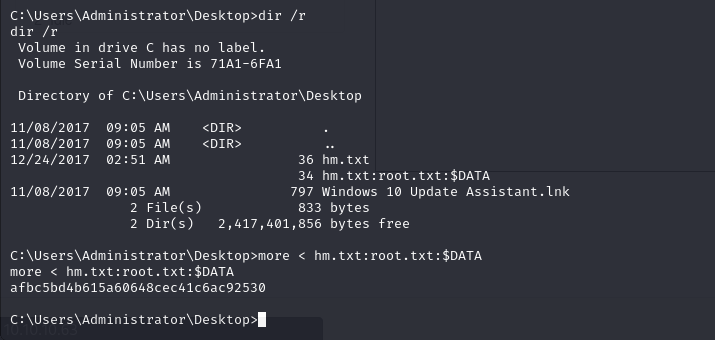 C:\Users\Administrator\Desktop>dir /r
dir /r
 Volume in drive C has no label.
 Volume Serial Number is 71A1-6FA1
 Directory of C:\Users\Administrator\Desktop
11/08/2017  09:05 AM    <DIR>          .
11/08/2017  09:05 AM    <DIR>          ..
12/24/2017  02:51 AM                36 hm.txt
                                    34 hm.txt:root.txt:$DATA
11/08/2017  09:05 AM               797 Windows 10 Update Assistant.lnk
               2 File(s)            833 bytes
               2 Dir(s)   2,417,401,856 bytes free
C:\Users\Administrator\Desktop>more < hm.txt:root.txt:$DATA
more < hm.txt:root.txt:$DATA
afbc5bd4b615a60648cec41c6ac92530
C:\Users\Administrator\Desktop>